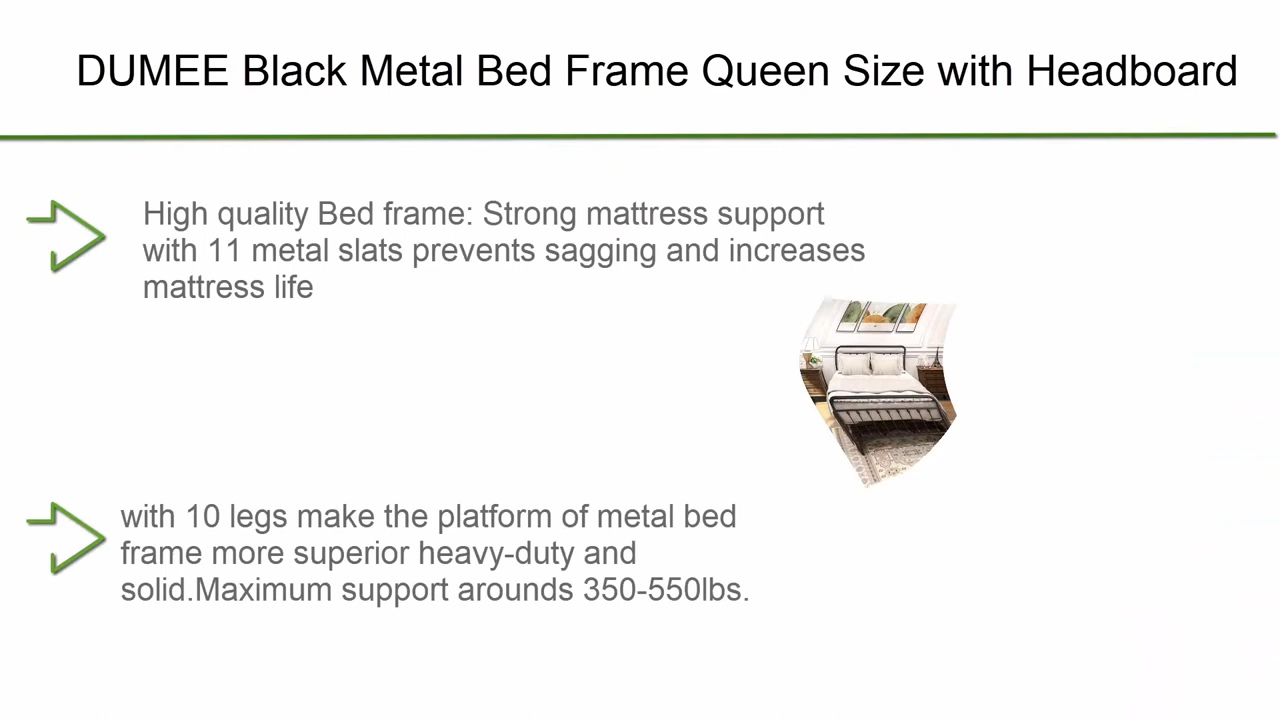 DUMEE Black Metal Bed Frame Queen Size with Headboard
High quality Bed frame: Strong mattress support
with 11 metal slats prevents sagging and increases
mattress life
with 10 legs make the platform of metal bed
frame more superior heavy-duty and
solid.Maximum support arounds 350-550lbs.